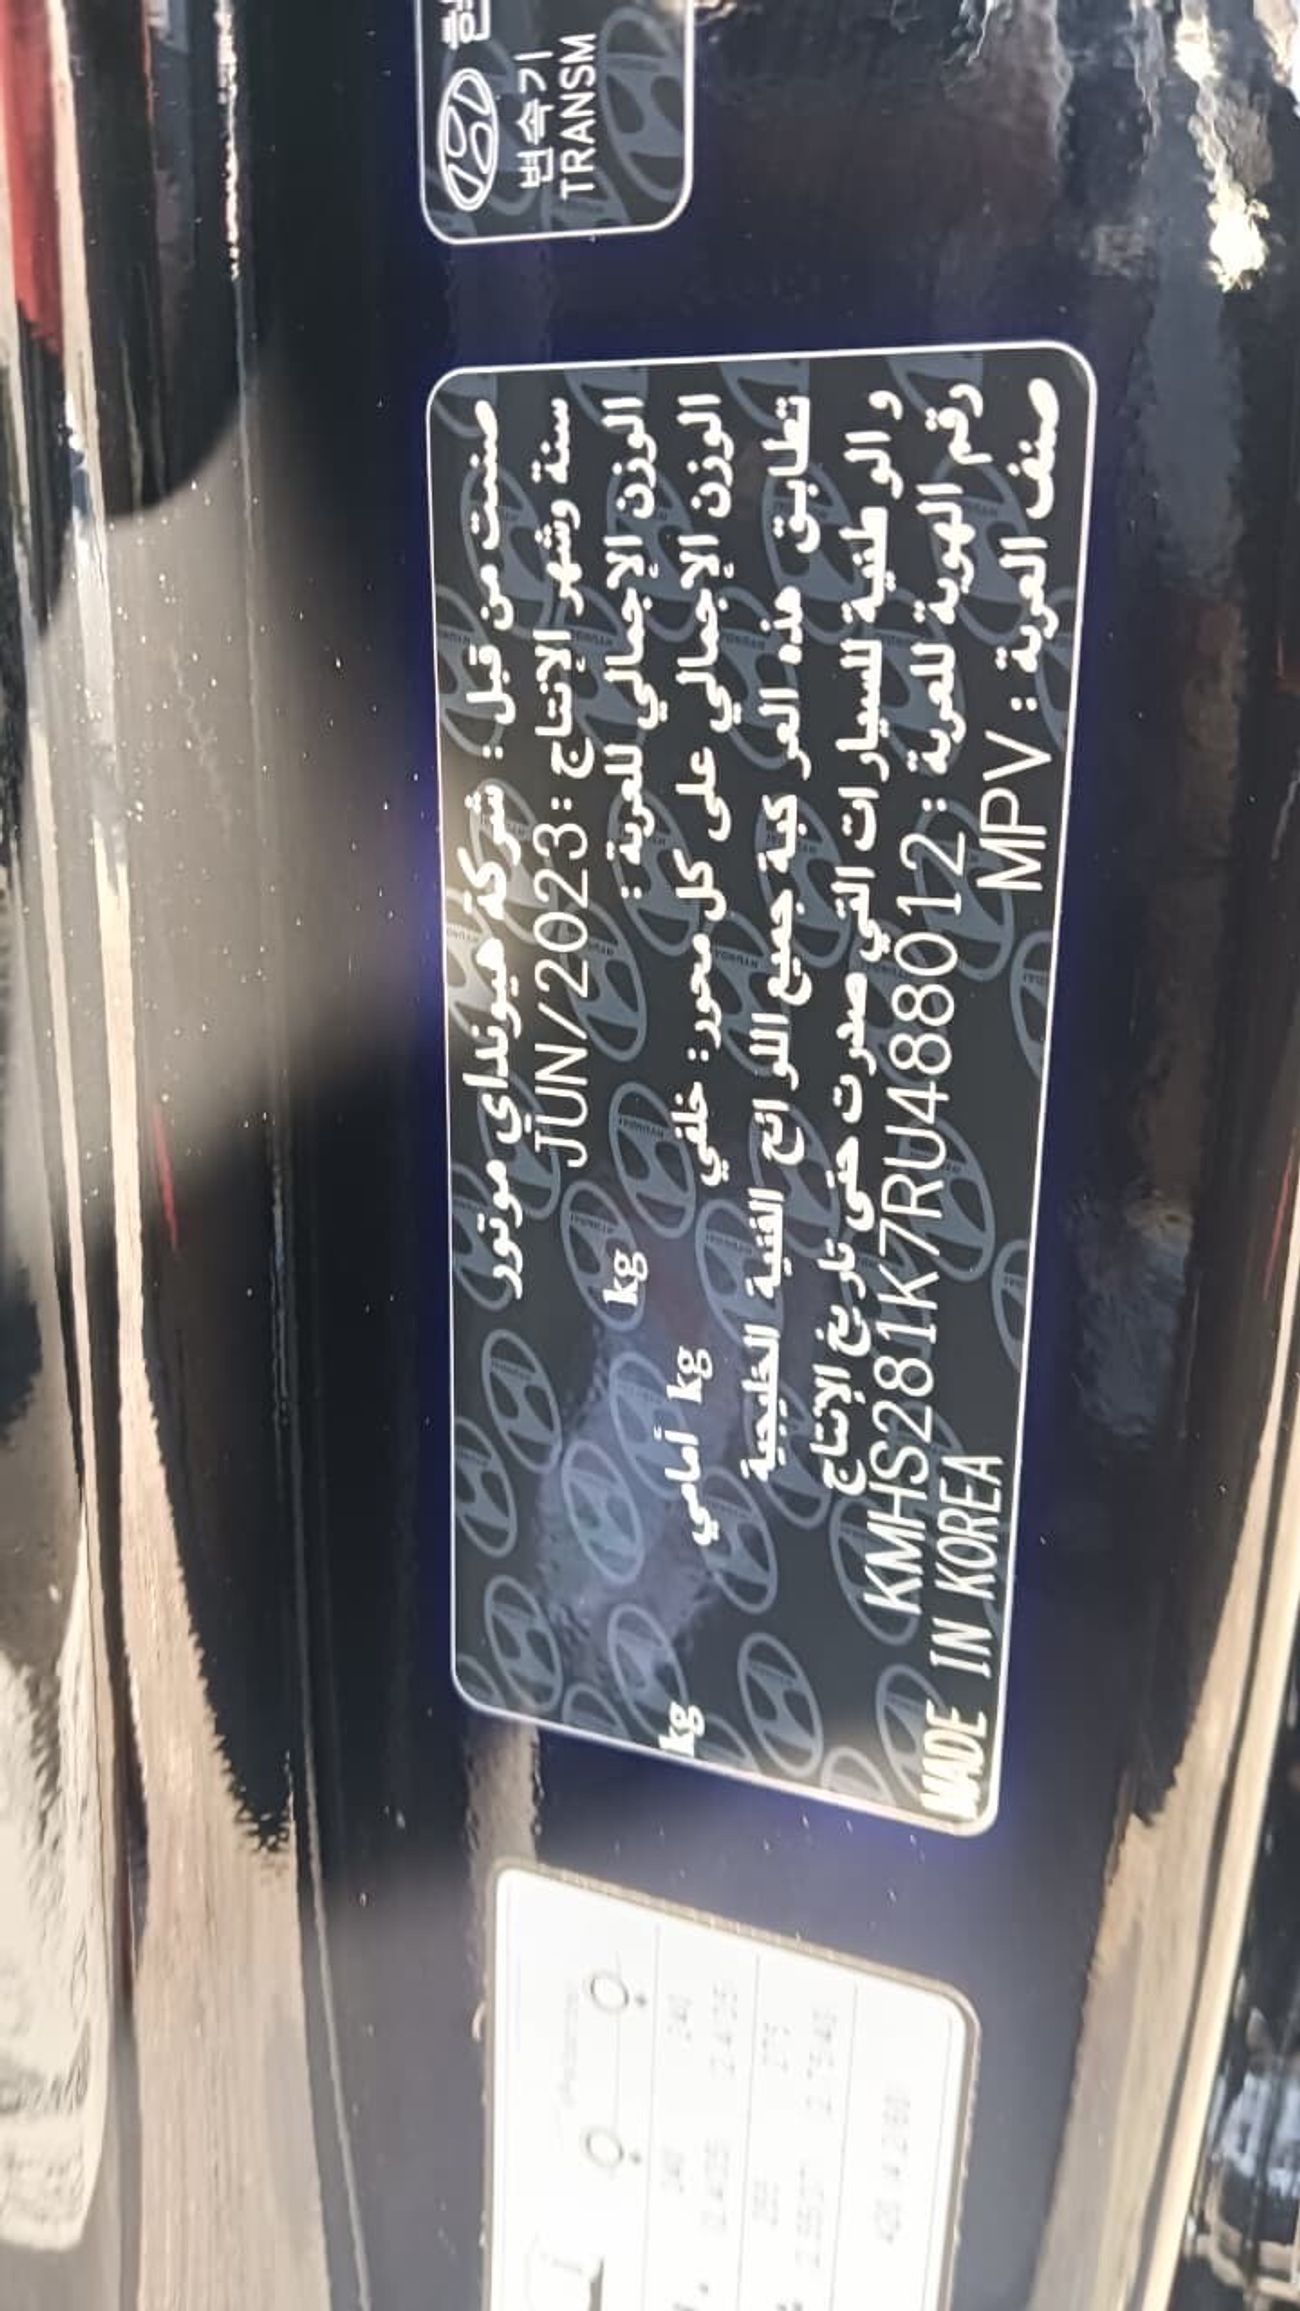 변속기
TRANSM
صنعت من قبل : شركة هيونداي موتور
سنة وشهر الإنتاج : JUN/2023
الوزن الإجمالي للعربة : kg
الوزن الإجمالي على كل محور : خلفي kg أمامي kg
تطابق هذه المركبة جميع اللوائح الفنية الخليجية
و الوطنية للسيارات التي صدرت حتى تاريخ الإنتاج
رقم الهوية للعربة : KMHS281K7RU488012
صنف العربة : MPV
MADE IN KOREA